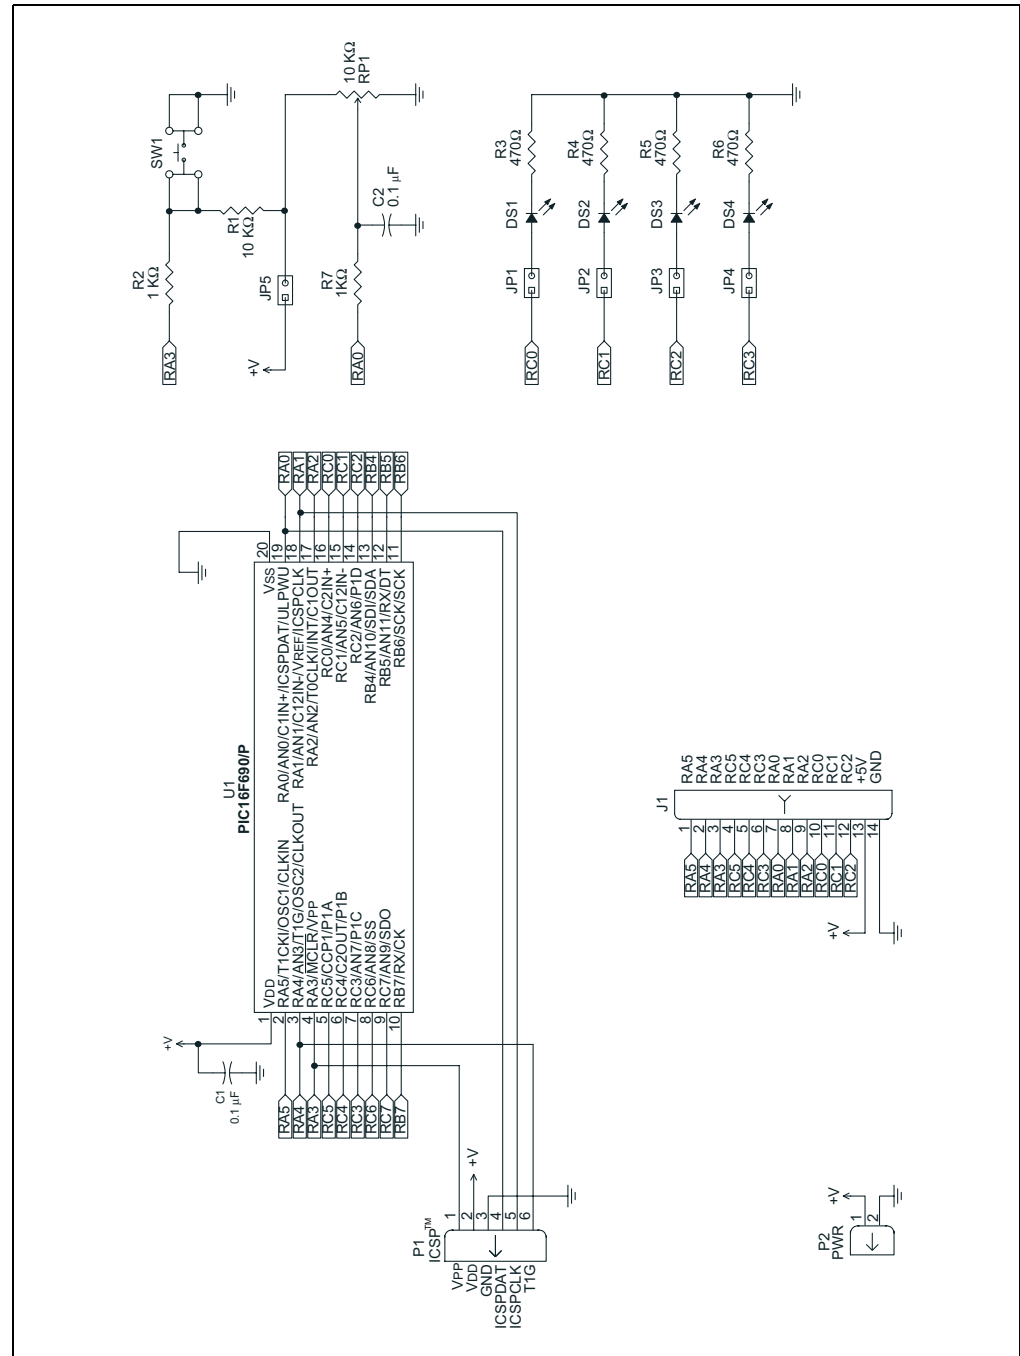 10 KΩ
RP1
SW1
R1
10 KΩ
C2
0.1 µF
R2
1 KΩ
JP5
R7
1KΩ
RA3
+V
RA0
R3
470Ω
R4
470Ω
R5
470Ω
R6
470Ω
DS1
DS2
DS3
DS4
JP1
JP2
JP3
JP4
RC0
RC1
RC2
RC3
RA0
RA1
RA2
RC0
RC1
RC2
RB4
RB5
RB6
20
19
18
17
16
15
14
13
12
11
VSS
RA0/AN0/C1IN+/ICSPDAT/ULPWU
RA1/AN1/C12IN-/VREF/ICSPCLK
RA2/AN2/T0CLKI/INT/C1OUT
RC0/AN4/C2IN+
RC1/AN5/C12IN-
RC2/AN6/P1D
RB4/AN10/SDI/SDA
RB5/AN11/RX/DT
RB6/SCK/SCK
U1
PIC16F690/P
VDD
RA5/T1CKI/OSC1/CLKIN
RA4/AN3/T1G/OSC2/CLKOUT
RA3/MCLR/VPP
RC5/CCP1/P1A
RC4/C2OUT/P1B
RC3/AN7/P1C
RC6/AN8/SS
RC7/AN9/SDO
RB7/RX/CK
1
2
3
4
5
6
7
8
9
10
+V
C1
0.1 µF
RA5
RA4
RA3
RC5
RC4
RC3
RC6
RC7
RB7
J1
RA5
RA4
RA3
RC5
RC4
RC3
RA0
RA1
RA2
RC0
RC1
RC2
+5V
GND
1
2
3
4
5
6
7
8
9
10
11
12
13
14
RA5
RA4
RA3
RC5
RC4
RC3
RA0
RA1
RA2
RC0
RC1
RC2
+V
+V
P1
ICSP™
1
2
3
4
5
6
VPP
VDD
GND
ICSPDAT
ICSPCLK
T1G
+V
P2
PWR
1
2